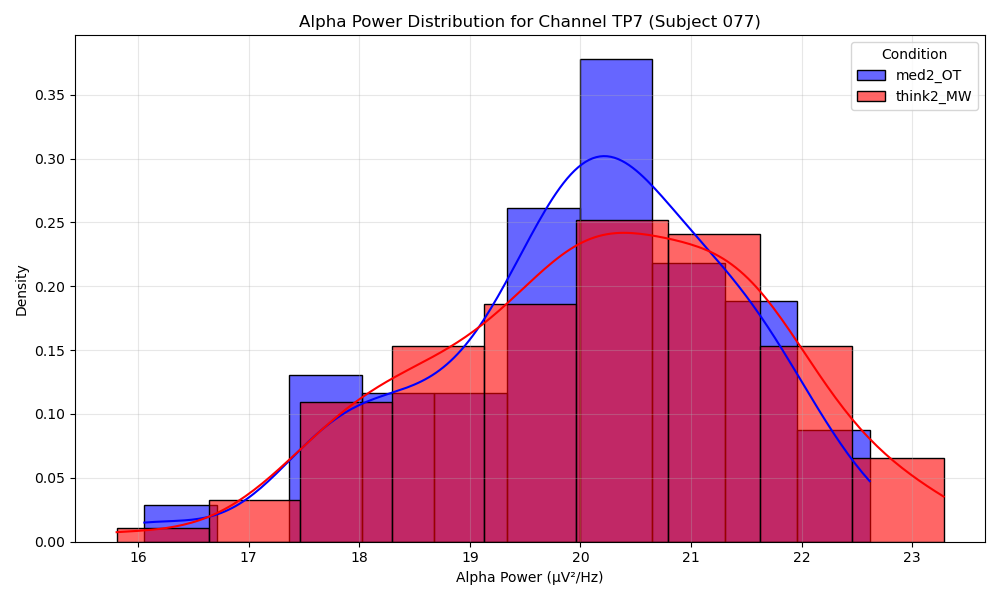 Alpha Power Distribution for Channel TP7 (Subject 077)
Condition
med2_OT
think2_MW
Density
0.35
0.30
0.25
0.20
0.15
0.10
0.05
0.00
16 17 18 19 20 21 22 23
Alpha Power (µV²/Hz)